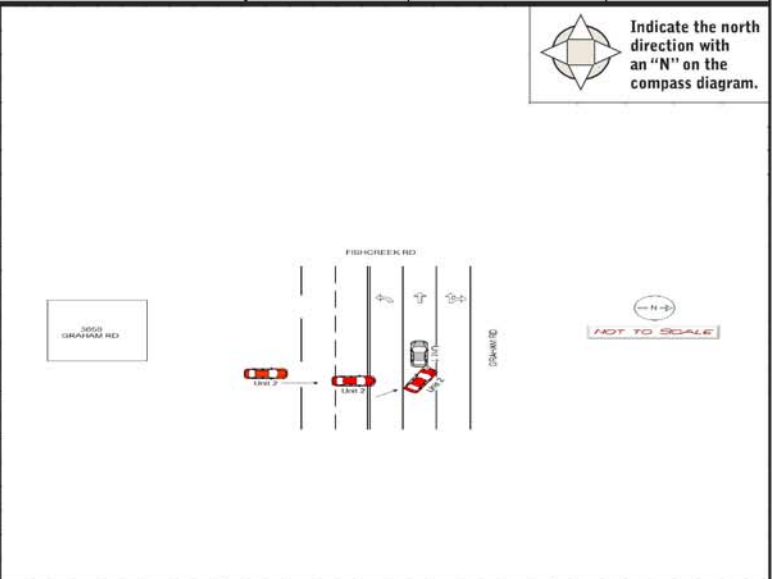 Indicate the north
direction with
an "N" on the
compass diagram.
FISHCREEK RD
3665
GRAHAM RD
N
NOT TO SCALE
GRAHAM RD
Unit 2
Unit 2
Unit 2